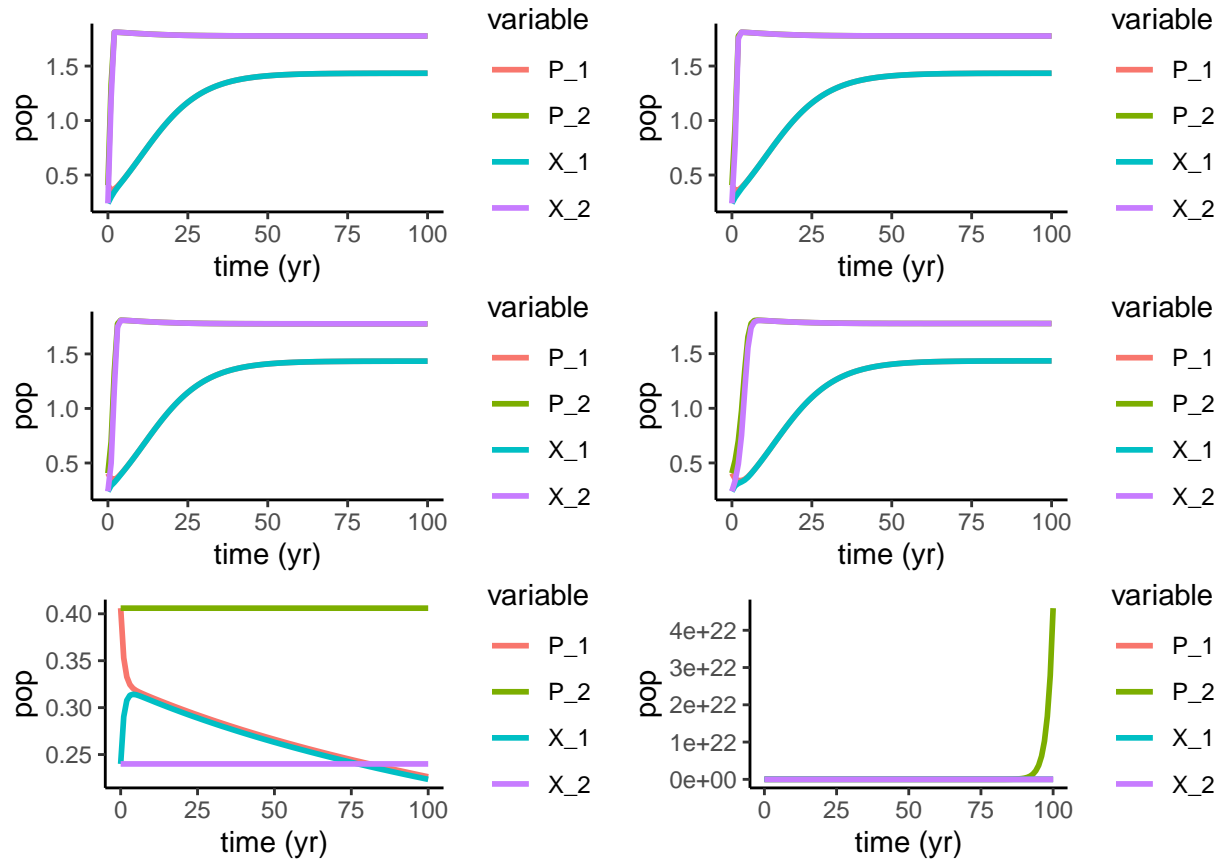 pop
1.5
1.0
0.5
0 25 50 75 100
time (yr)
variable
P_1
P_2
X_1
X_2
pop
1.5
1.0
0.5
0 25 50 75 100
time (yr)
variable
P_1
P_2
X_1
X_2
pop
1.5
1.0
0.5
0 25 50 75 100
time (yr)
variable
P_1
P_2
X_1
X_2
pop
1.5
1.0
0.5
0 25 50 75 100
time (yr)
variable
P_1
P_2
X_1
X_2
pop
0.40
0.35
0.30
0.25
0 25 50 75 100
time (yr)
variable
P_1
P_2
X_1
X_2
pop
4e+22
3e+22
2e+22
1e+22
0e+00
0 25 50 75 100
time (yr)
variable
P_1
P_2
X_1
X_2